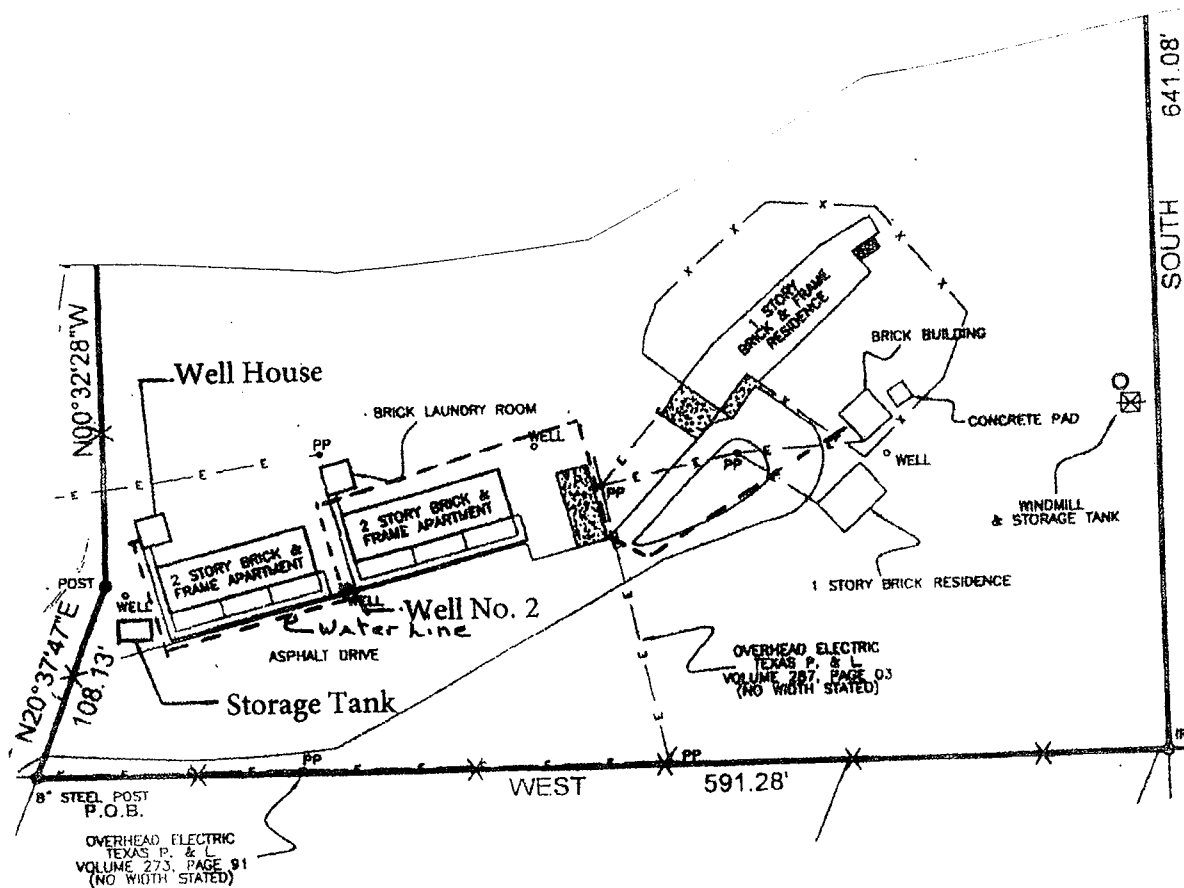 641.08'
SOUTH
1 STORY
BRICK & FRAME
RESIDENCE
BRICK BUILDING
CONCRETE PAD
WELL
WINDMILL
& STORAGE TANK
1 STORY BRICK RESIDENCE
N00°32'28"W
Well House
BRICK LAUNDRY ROOM
WELL
PP
PP
PP
E E
E E
X X X X X X
2 STORY BRICK &
FRAME APARTMENT
2 STORY BRICK &
FRAME APARTMENT
POST
WELL
WELL
Well No. 2
Water Line
ASPHALT DRIVE
Storage Tank
N20°37'47"E
108.13'
OVERHEAD ELECTRIC
TEXAS P. & L.
VOLUME 287, PAGE 03
(NO WIDTH STATED)
PP
PP
WEST
591.28'
8" STEEL POST
P.O.B.
OVERHEAD ELECTRIC
TEXAS P. & L.
VOLUME 273, PAGE 91
(NO WIDTH STATED)